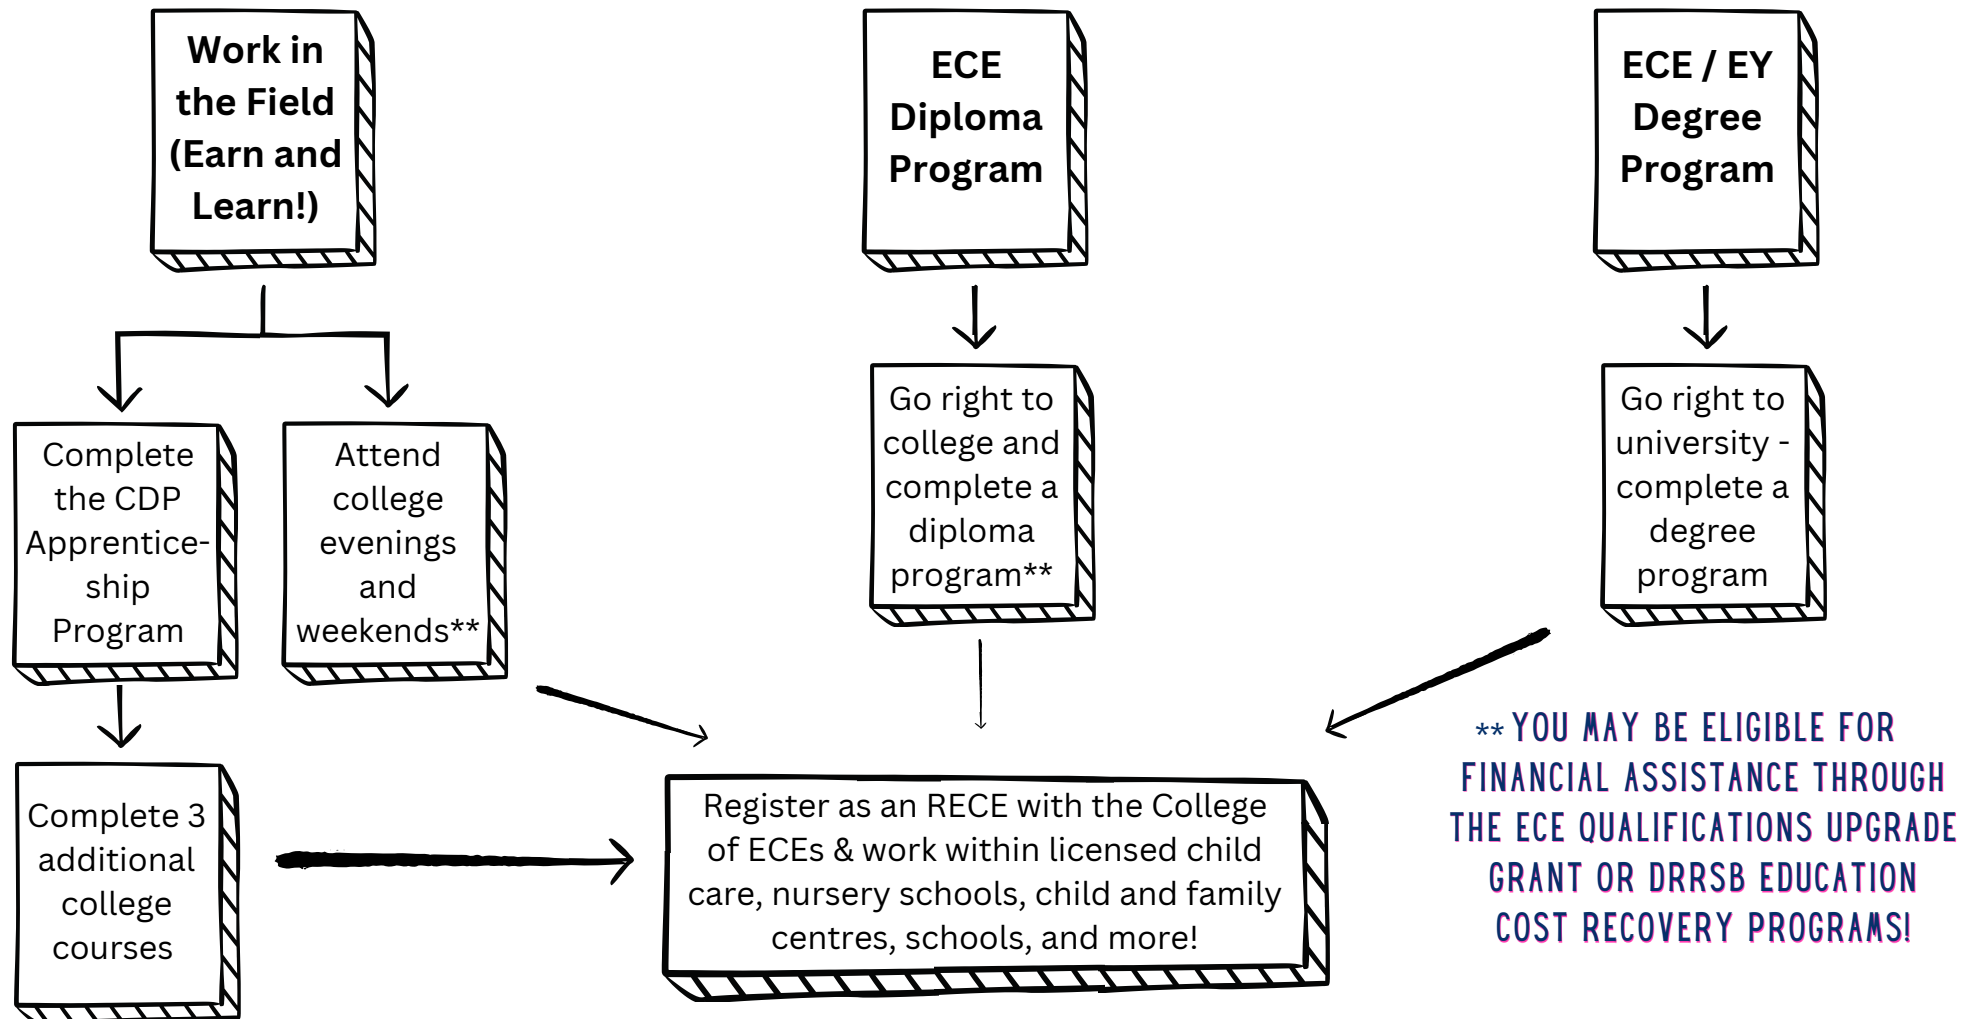 Work in
the Field
(Earn and
Learn!)
ECE
Diploma
Program
ECE / EY
Degree
Program
Complete
the CDP
Apprentice-
ship
Program
Attend
college
evenings
and
weekends**
Go right to
college and
complete a
diploma
program**
Go right to
university -
complete a
degree
program
Complete 3
additional
college
courses
Register as an RECE with the College
of ECEs & work within licensed child
care, nursery schools, child and family
centres, schools, and more!
** YOU MAY BE ELIGIBLE FOR
FINANCIAL ASSISTANCE THROUGH
THE ECE QUALIFICATIONS UPGRADE
GRANT OR DRRSB EDUCATION
COST RECOVERY PROGRAMS!